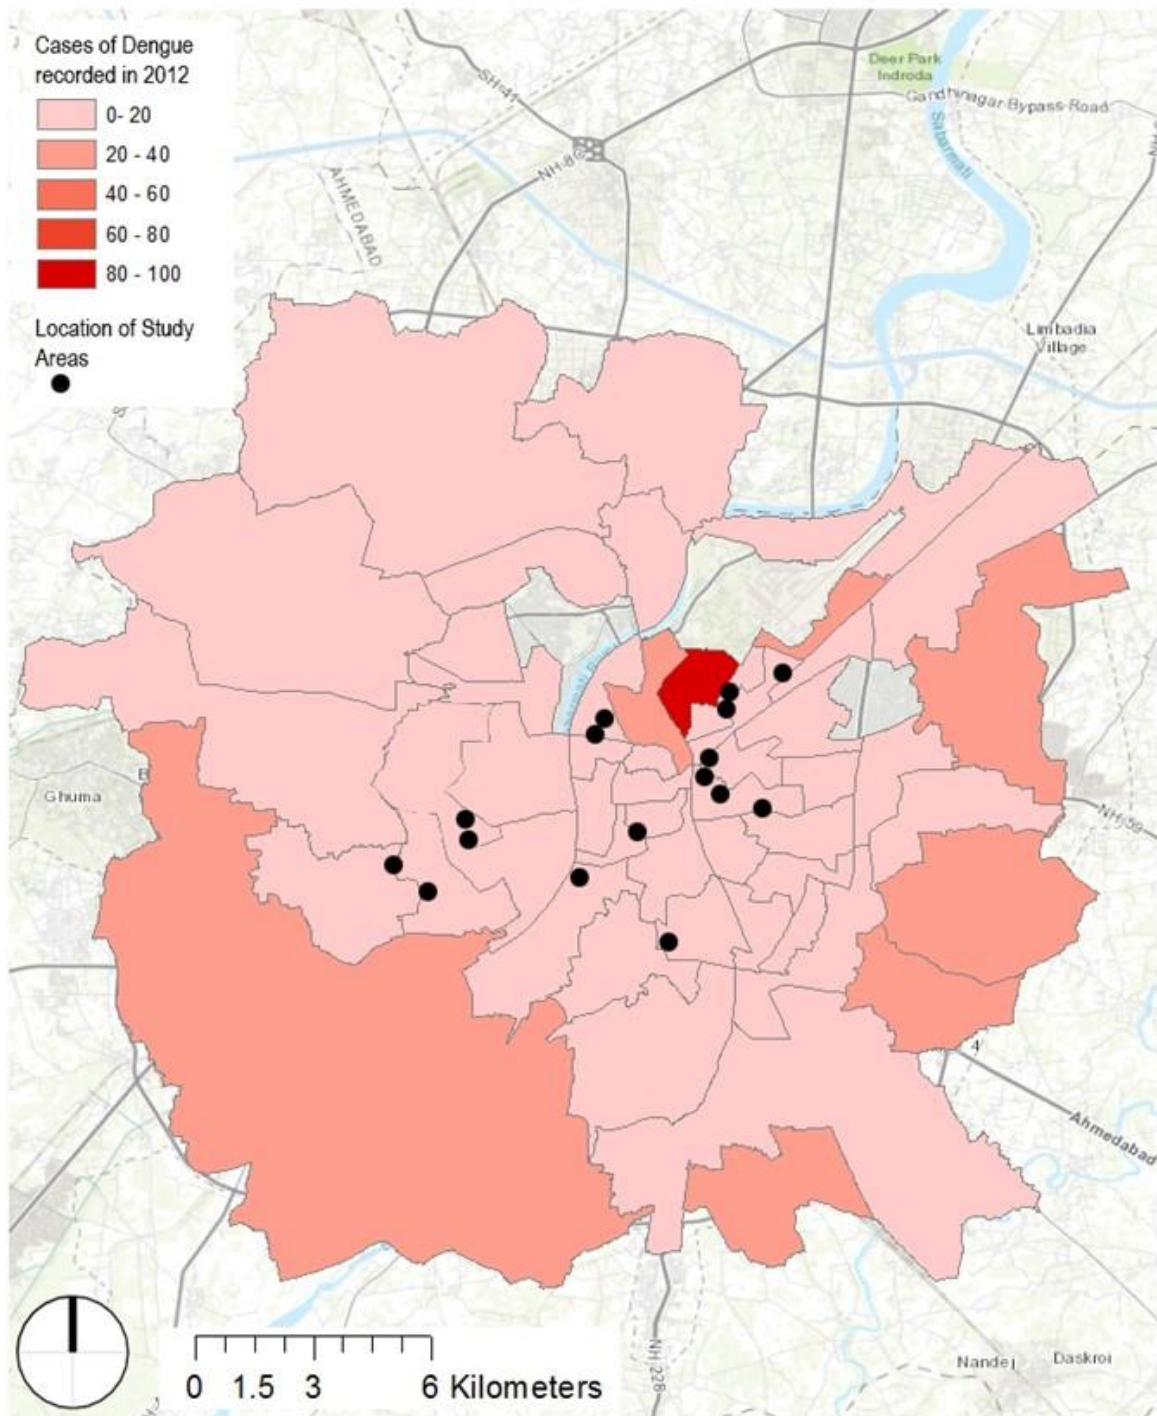 Cases of Dengue
recorded in 2012
0- 20
20 - 40
40 - 60
60 - 80
80 - 100
Location of Study
Areas
Deer Park
Indroda
Gandhinagar-Bypass-Road
SH-41
Sabarmati
NH-8C
AHMEDABAD
Limbadia
Village
Ghuma
NH-59
4
Ahmedabad
NH-228
Nandej
Daskroi
0 1.5 3 6 Kilometers